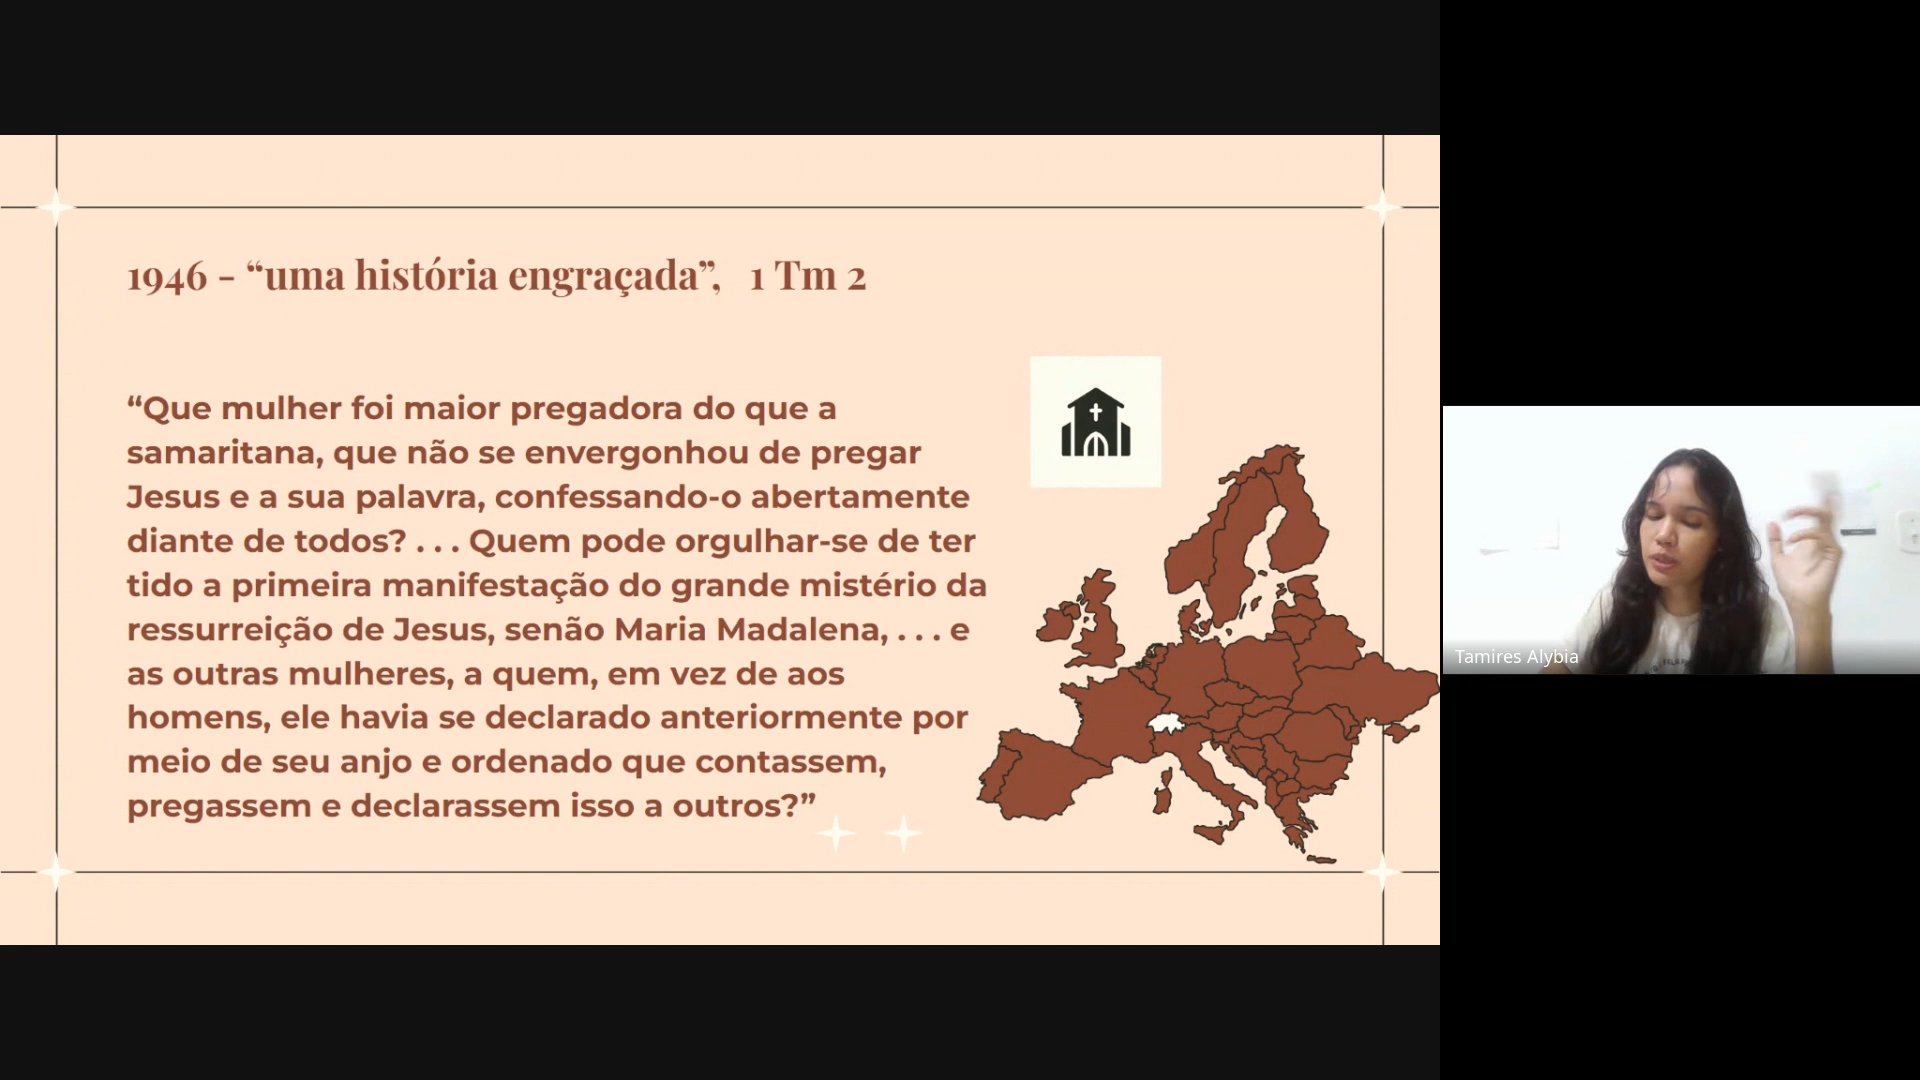 1946 - “uma história engraçada”, 1 Tm 2
“Que mulher foi maior pregadora do que a
samaritana, que não se envergonhou de pregar
Jesus e a sua palavra, confessando-o abertamente
diante de todos? . . . Quem pode orgulhar-se de ter
tido a primeira manifestação do grande mistério da
ressurreição de Jesus, senão Maria Madalena, . . . e
as outras mulheres, a quem, em vez de aos
homens, ele havia se declarado anteriormente por
meio de seu anjo e ordenado que contassem,
pregassem e declarassem isso a outros?”
Tamires Alybia